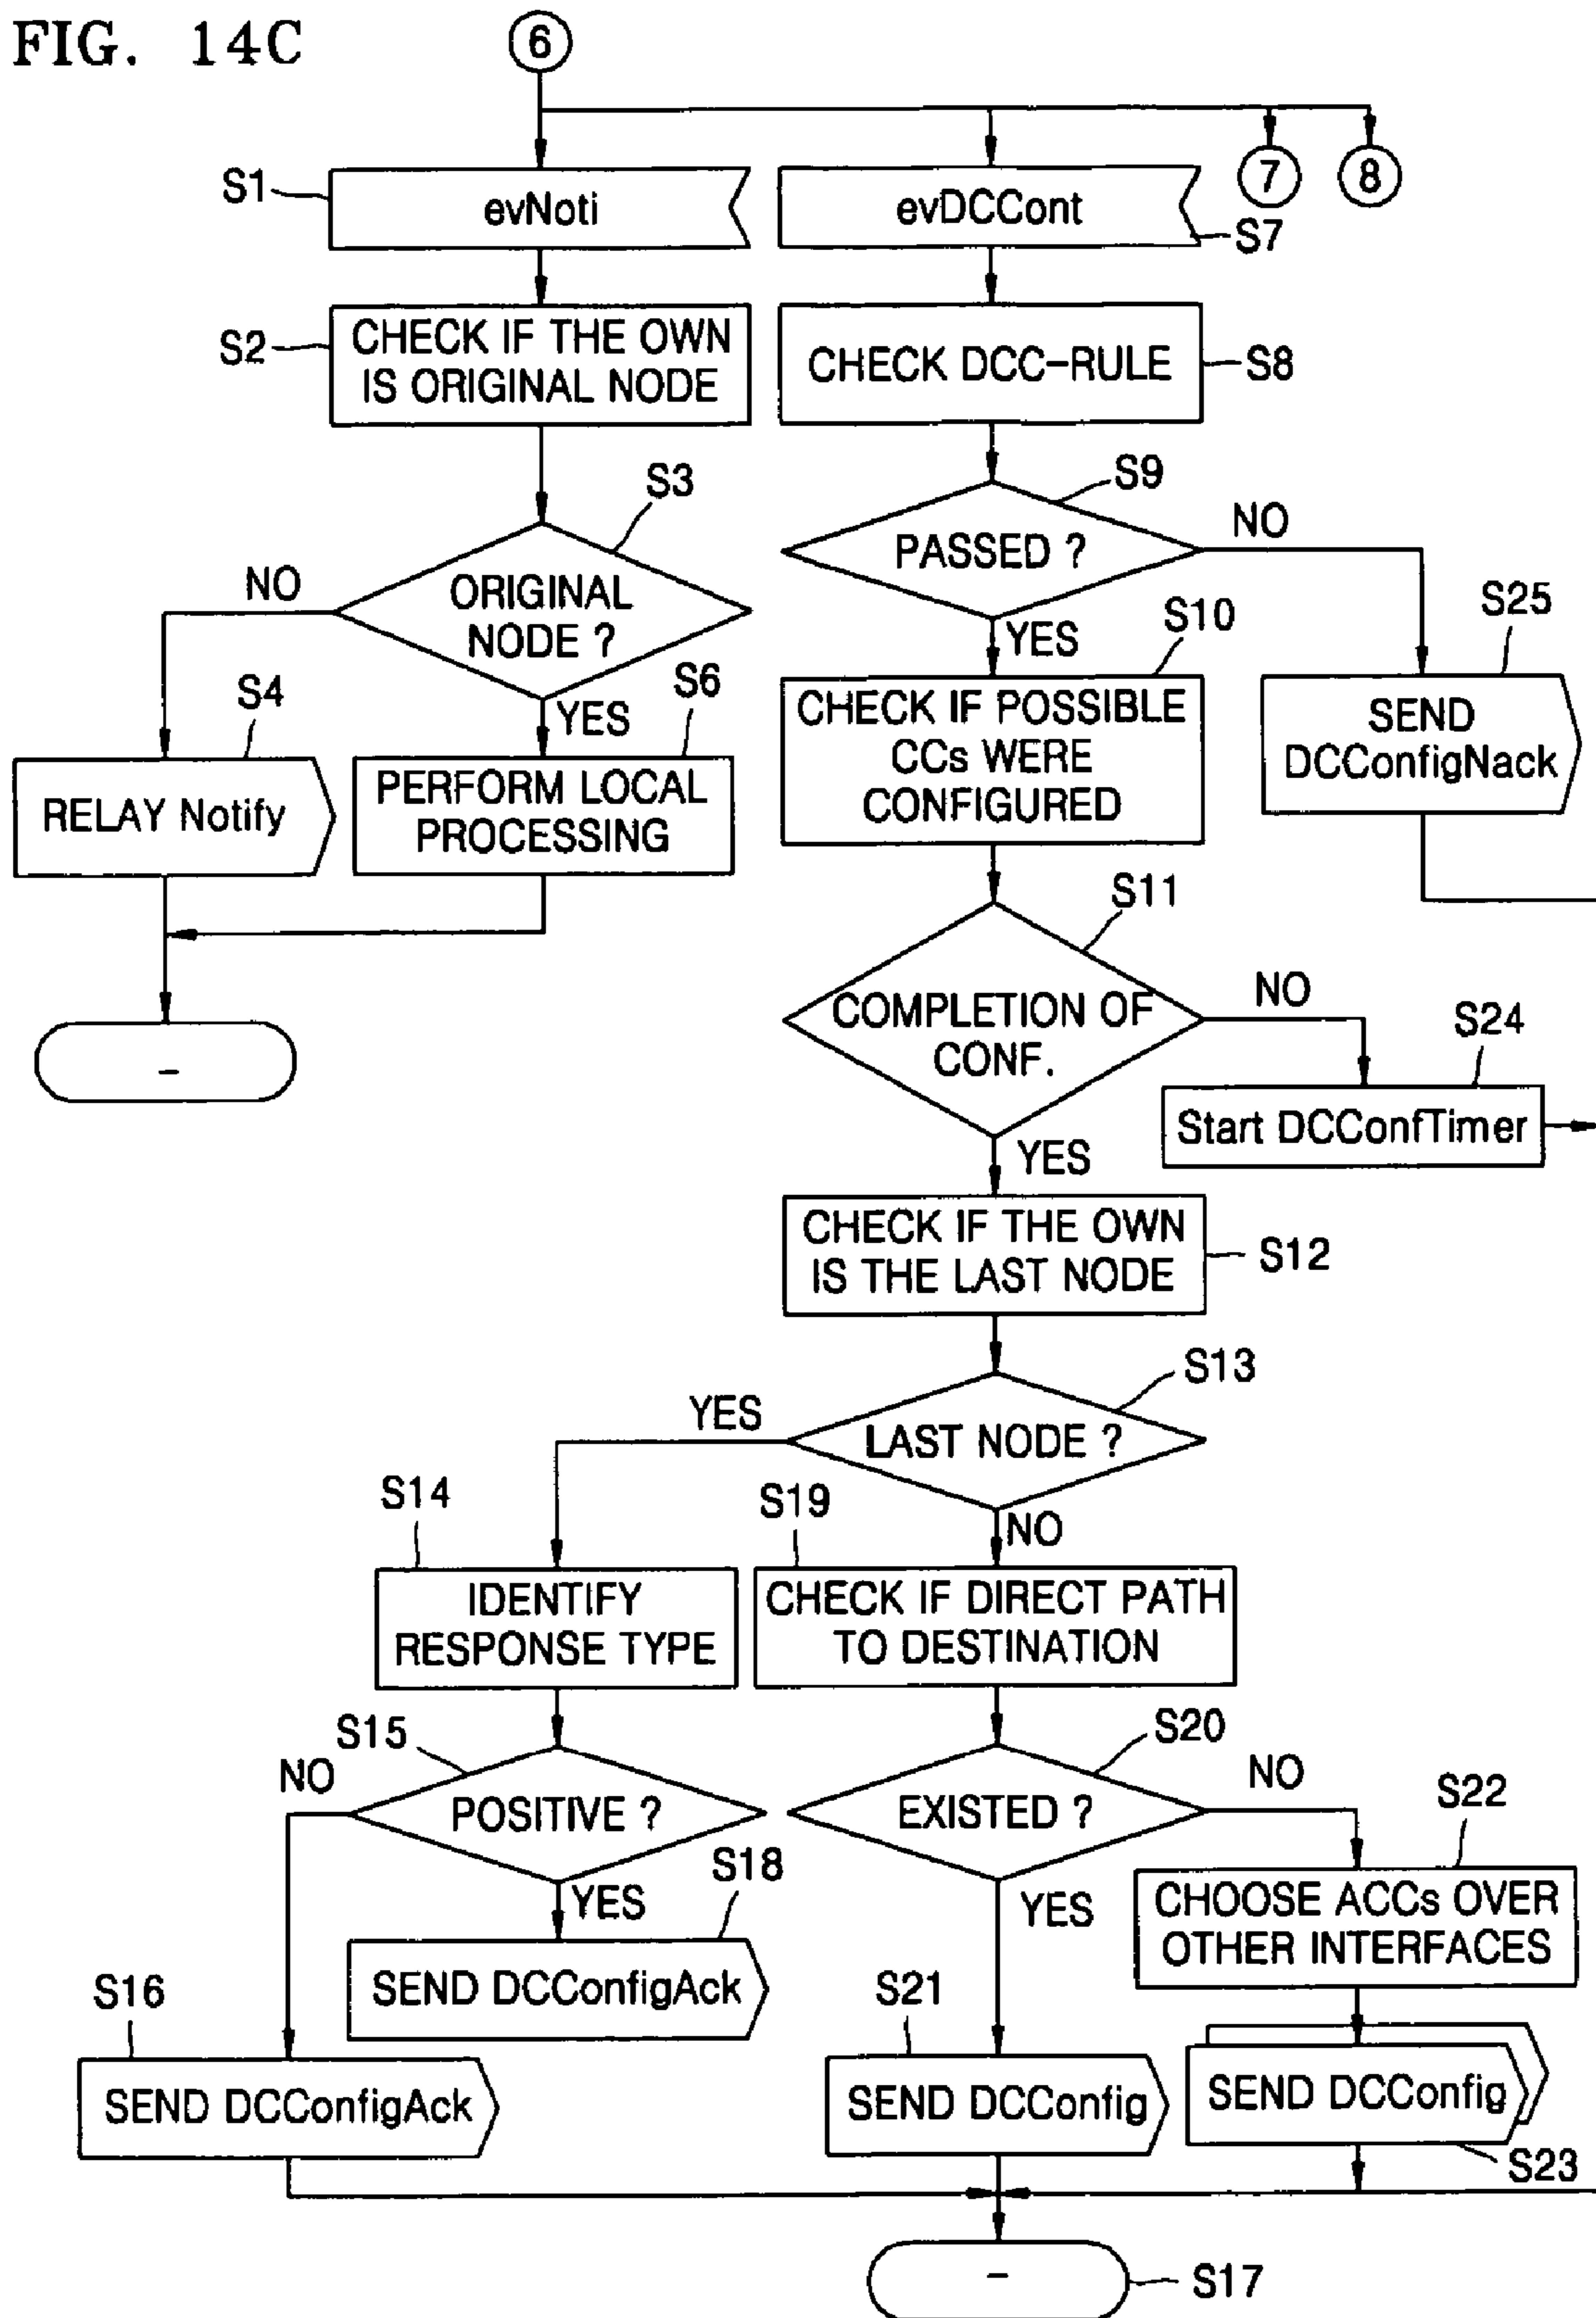 FIG. 14C
6
7
8
S1
evNoti
evDCCont
S7
S2
CHECK IF THE OWN
IS ORIGINAL NODE
CHECK DCC-RULE
S8
S3
ORIGINAL
NODE ?
NO
YES
S9
PASSED ?
NO
YES
S4
RELAY Notify
S6
PERFORM LOCAL
PROCESSING
S10
CHECK IF POSSIBLE
CCs WERE
CONFIGURED
S25
SEND
DCConfigNack
S11
COMPLETION OF
CONF.
NO
YES
S24
Start DCConfTimer
–
CHECK IF THE OWN
IS THE LAST NODE
S12
S13
LAST NODE ?
YES
NO
S14
IDENTIFY
RESPONSE TYPE
S19
CHECK IF DIRECT PATH
TO DESTINATION
S15
POSITIVE ?
NO
YES
S20
EXISTED ?
NO
YES
S18
SEND DCConfigAck
S22
CHOOSE ACCs OVER
OTHER INTERFACES
S16
SEND DCConfigAck
S21
SEND DCConfig
SEND DCConfig
S23
–
S17